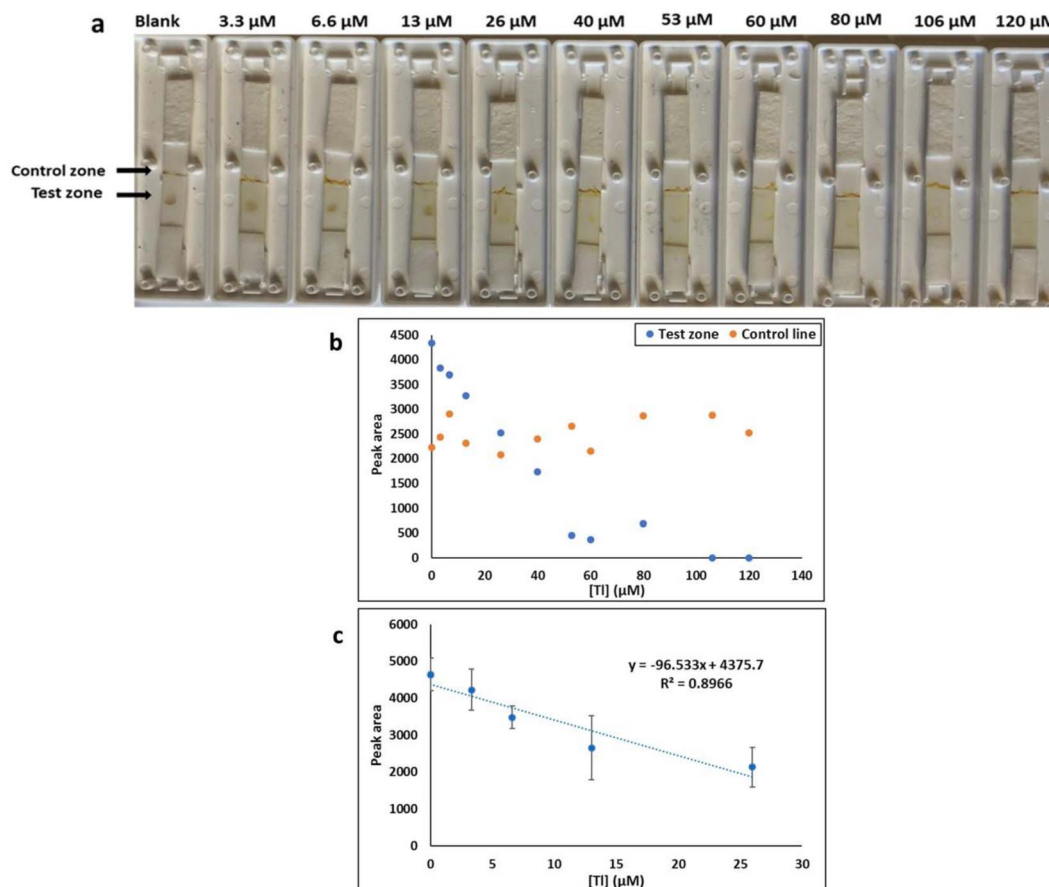 a
Blank 3.3 µM 6.6 µM 13 µM 26 µM 40 µM 53 µM 60 µM 80 µM 106 µM 120 µM
Control zone
Test zone
b
Test zone Control line
4500
4000
3500
3000
2500
2000
1500
1000
500
0
Peak area
0 20 40 60 80 100 120 140
[Tl] (µM)
c
6000
5000
4000
3000
2000
1000
0
Peak area
y = -96.533x + 4375.7
R² = 0.8966
0 5 10 15 20 25 30
[Tl] (µM)